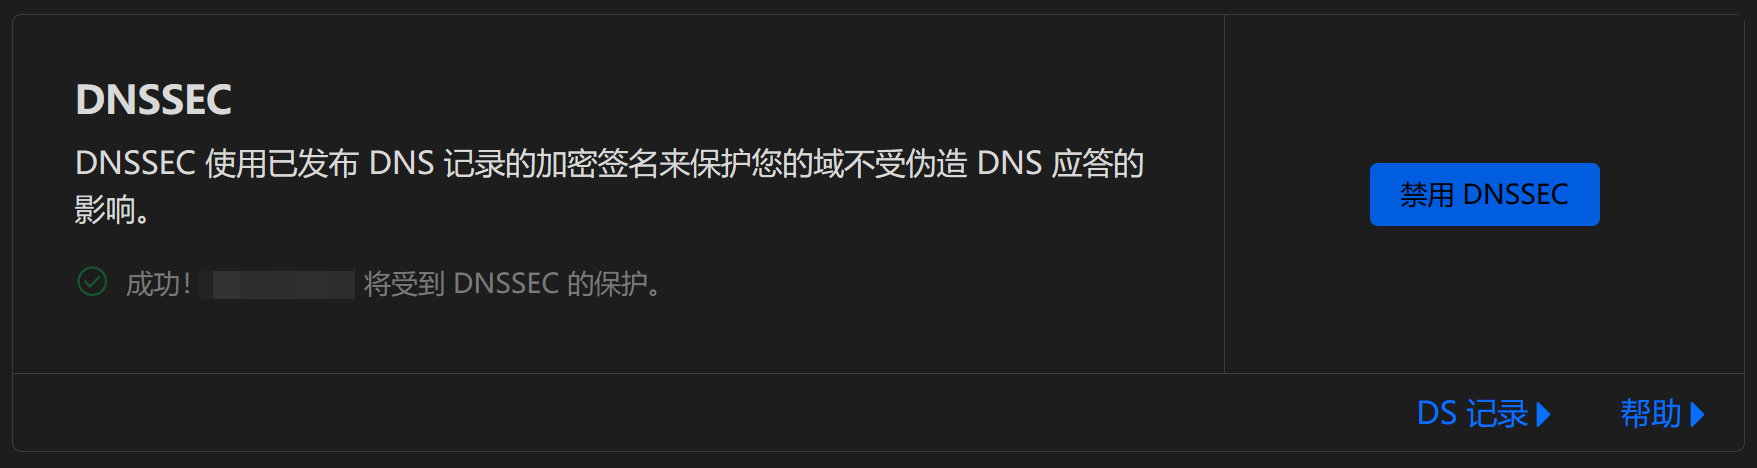 DNSSEC
DNSSEC 使用已发布 DNS 记录的加密签名来保护您的域不受伪造 DNS 应答的
影响。
成功! 将受到 DNSSEC 的保护。
禁用 DNSSEC
DS 记录
帮助